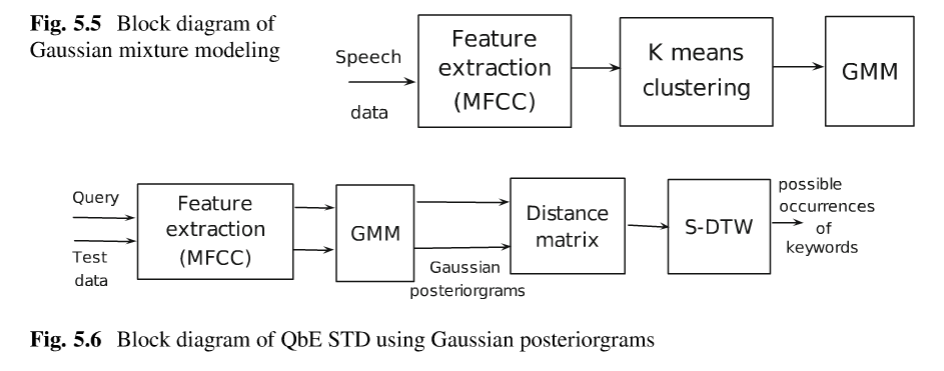 Fig. 5.5 Block diagram of
Gaussian mixture modeling
Speech
data
Feature
extraction
(MFCC)
K means
clustering
GMM
Query
Test
data
Feature
extraction
(MFCC)
GMM
Gaussian
posteriorgrams
Distance
matrix
S-DTW
possible
occurrences
of
keywords
Fig. 5.6 Block diagram of QbE STD using Gaussian posteriorgrams